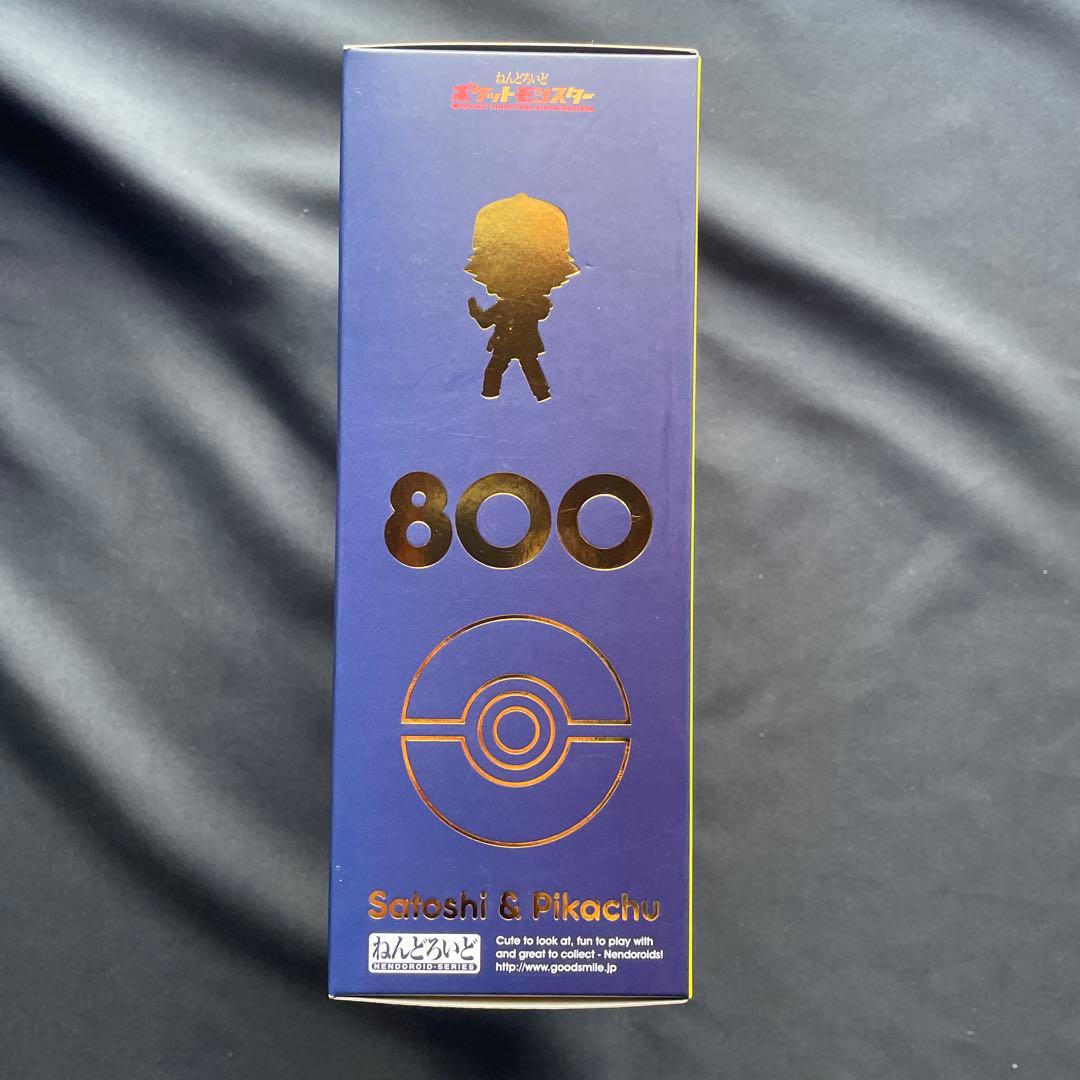 ねんどろいど
ポケットモンスター
800
Satoshi & Pikachu
ねんどろいど
NENDOROID•SERIES
Cute to look at, fun to play with
and great to collect - Nendoroids!
http://www.goodsmile.jp